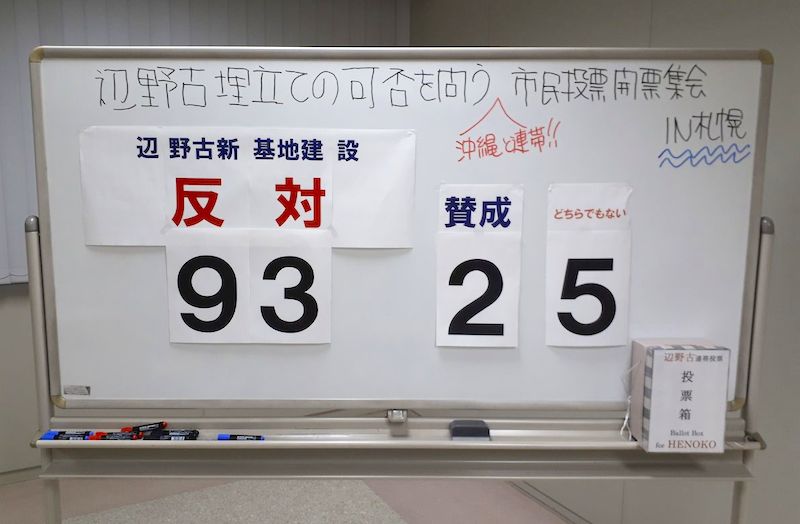 辺野古埋立ての可否を問う 市民投票開票集会
沖縄と連帯!!
IN札幌
辺野古新基地建設
反対
93
賛成
2
どちらでもない
5
辺野古連帯投票
投票箱
Ballot Box
for HENOKO